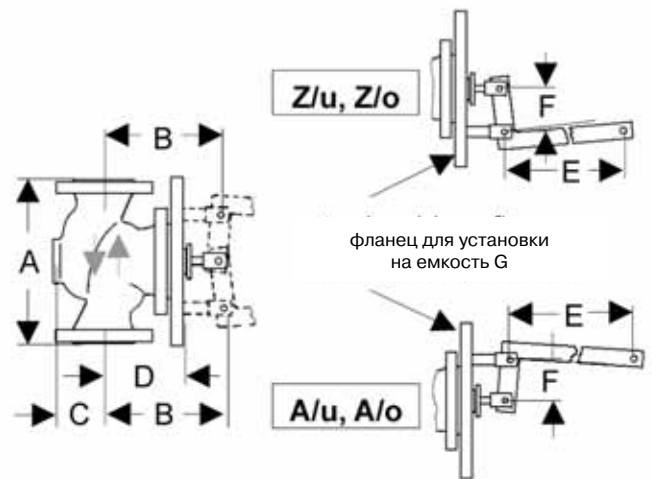 Z/u, Z/o
F
E
B
A
фланец для установки
на емкость G
E
D
F
C
B
A/u, A/o